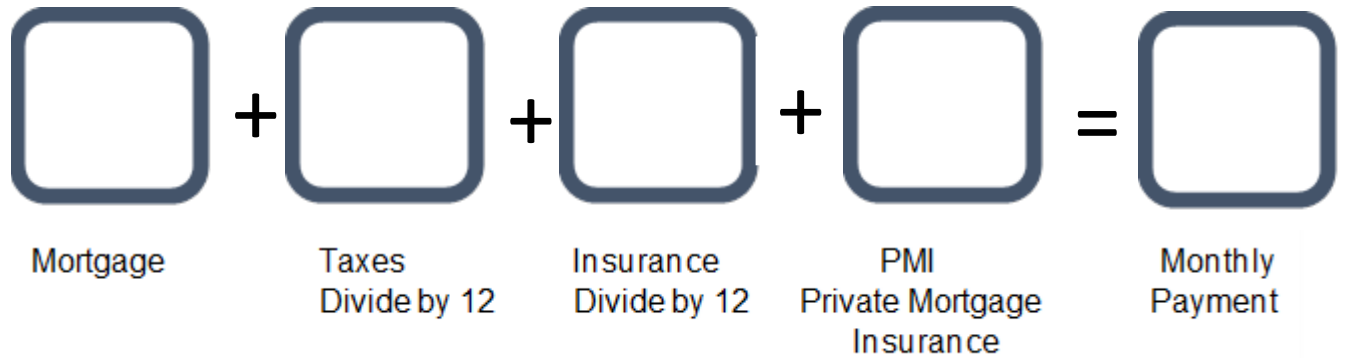 + + + =
Mortgage
Taxes
Divide by 12
Insurance
Divide by 12
PMI
Private Mortgage
Insurance
Monthly
Payment